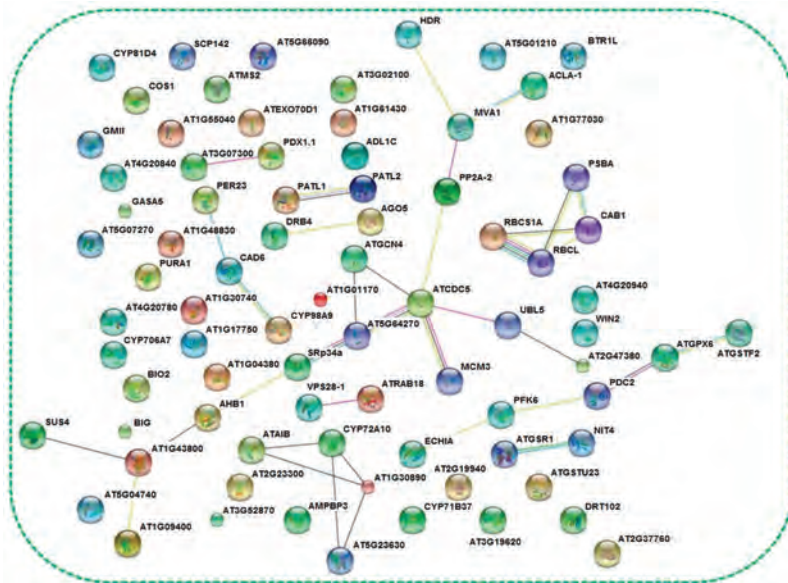 HDR
SCP142
AT5G66090
AT5G01210
BTR1L
CYP81D4
ATMS2
AT3G02100
ACLA-1
COS1
ATEXO70D1
AT1G61430
MVA1
AT1G55040
AT1G77030
GMII
PDX1.1
ADL1C
AT3G07300
PSBA
AT4G20840
PATL2
PP2A-2
PER23
PATL1
GASA5
AGO5
CAB1
DRB4
RBCS1A
AT5G07270
AT1G48830
RBCL
ATGCN4
PURA1
CAD6
AT1G01170
ATCDC5
AT4G20940
AT4G20780
AT1G30740
UBL5
CYP98A9
AT5G64270
WIN2
CYP706A7
AT1G17750
AT2G47380
ATGPX6
ATGSTF2
SRp34a
MCM3
BIO2
AT1G04380
PDC2
VPS28-1
ATRAB18
PFK6
AHB1
SUS4
BIG
CYP72A10
ATAIB
NIT4
AT1G43800
ECHIA
ATGSR1
AT2G23300
AT1G30890
AT2G19940
ATGSTU23
AT5G04740
AT3G52870
AMPBP3
CYP71B37
DRT102
AT1G09400
AT3G19620
AT5G23630
AT2G37760